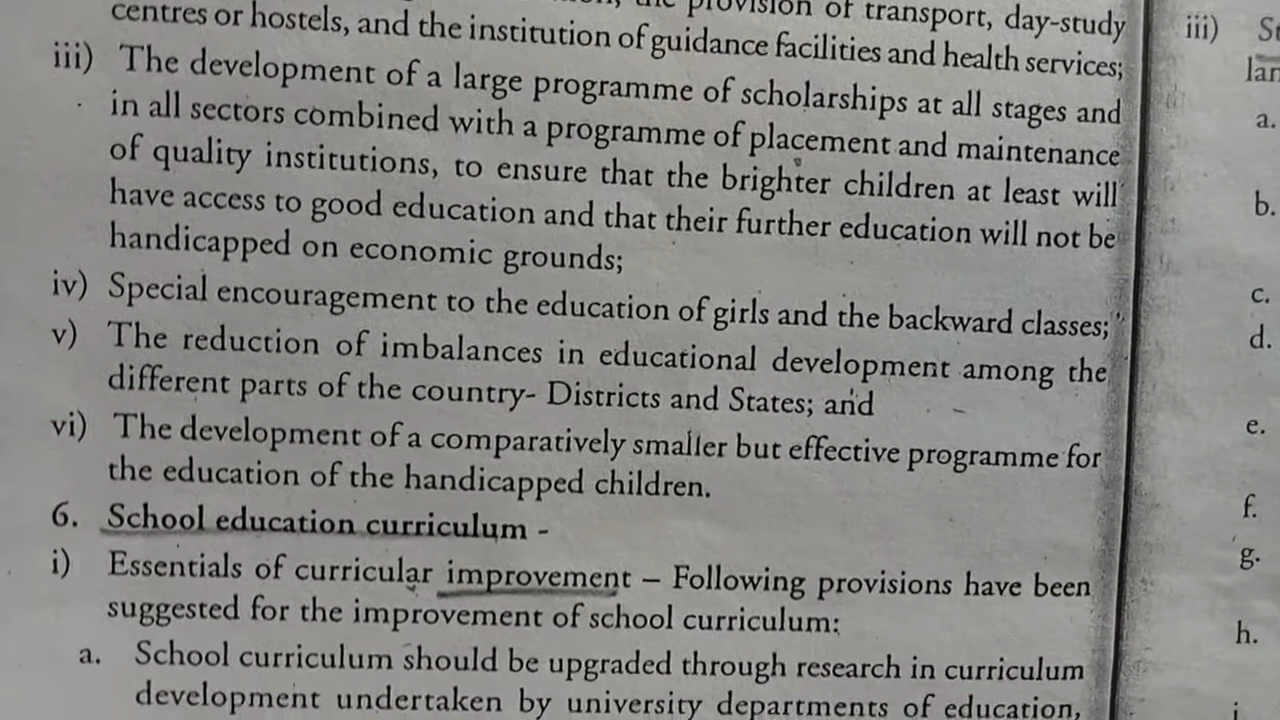 provision of transport, day-study
centres or hostels, and the institution of guidance facilities and health services;
iii) The development of a large programme of scholarships at all stages and
in all sectors combined with a programme of placement and maintenance
of quality institutions, to ensure that the brighter children at least will
have access to good education and that their further education will not be
handicapped on economic grounds;
iv) Special encouragement to the education of girls and the backward classes;
v) The reduction of imbalances in educational development among the
different parts of the country- Districts and States; and
vi) The development of a comparatively smaller but effective programme for
the education of the handicapped children.
6. School education curriculum -
i) Essentials of curricular improvement – Following provisions have been
suggested for the improvement of school curriculum:
a. School curriculum should be upgraded through research in curriculum
development undertaken by university departments of education,
iii)
a.
b.
c.
d.
e.
f.
g.
h.